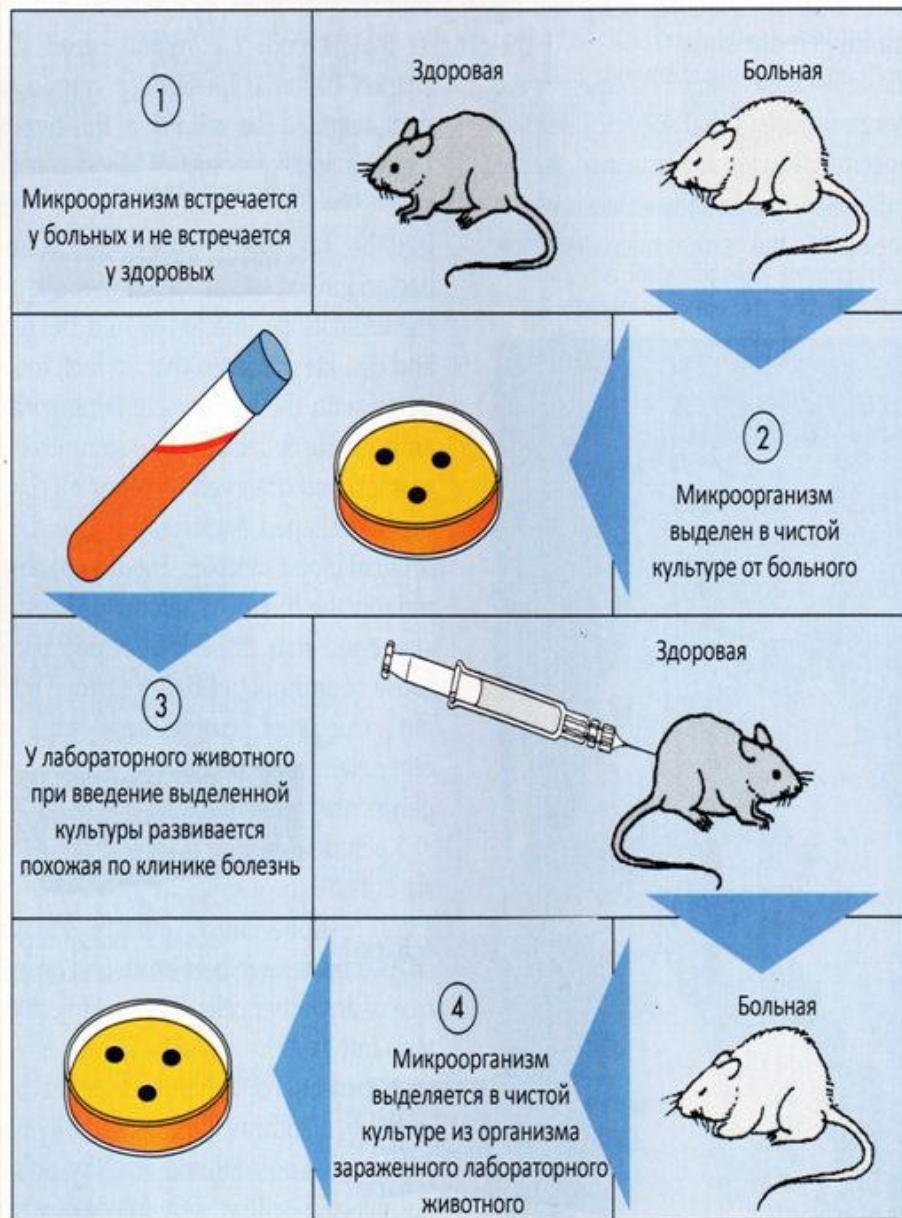 1
Микроорганизм встречается
у больных и не встречается
у здоровых
Здоровая
Больная
2
Микроорганизм
выделен в чистой
культуре от больного
3
У лабораторного животного
при введение выделенной
культуры развивается
похожая по клинике болезнь
Здоровая
4
Микроорганизм
выделяется в чистой
культуре из организма
зараженного лабораторного
животного
Больная